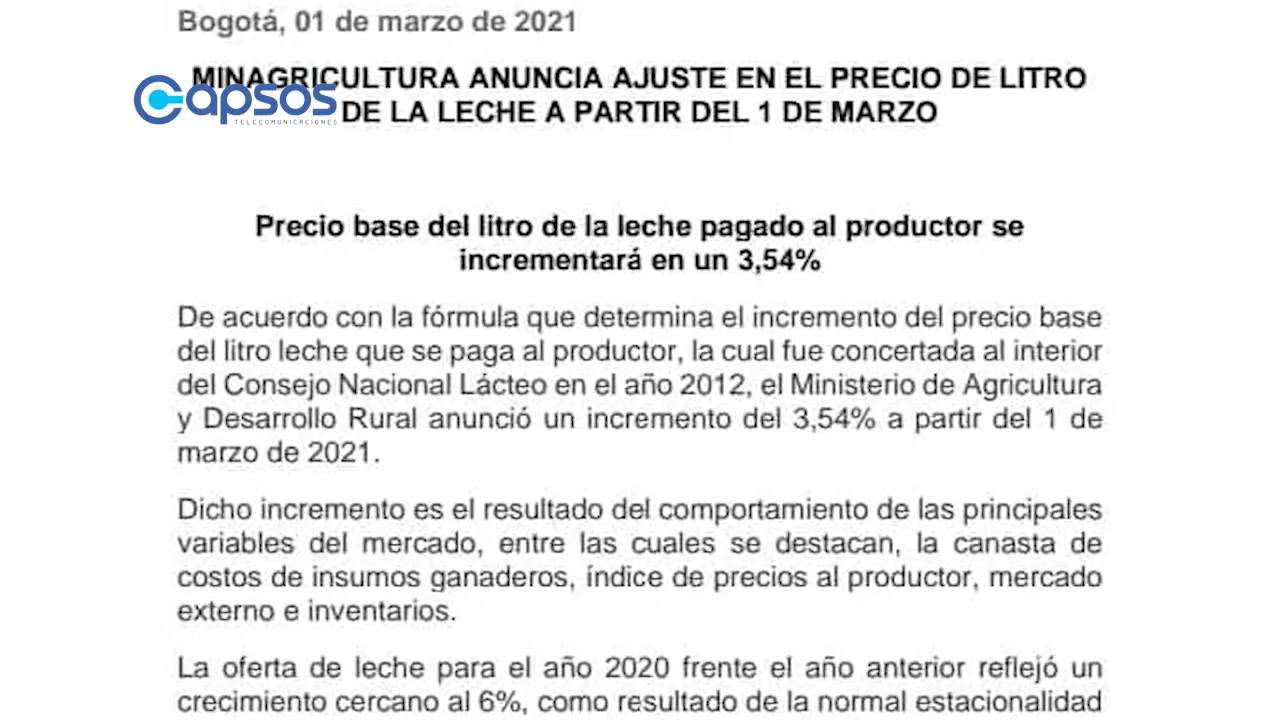 Bogotá, 01 de marzo de 2021
MINAGRICULTURA ANUNCIA AJUSTE EN EL PRECIO DE LITRO
Capsos
TELECOMUNICACIONES
DE LA LECHE A PARTIR DEL 1 DE MARZO
Precio base del litro de la leche pagado al productor se
incrementará en un 3,54%
De acuerdo con la fórmula que determina el incremento del precio base
del litro leche que se paga al productor, la cual fue concertada al interior
del Consejo Nacional Lácteo en el año 2012, el Ministerio de Agricultura
y Desarrollo Rural anunció un incremento del 3,54% a partir del 1 de
marzo de 2021.
Dicho incremento es el resultado del comportamiento de las principales
variables del mercado, entre las cuales se destacan, la canasta de
costos de insumos ganaderos, índice de precios al productor, mercado
externo e inventarios.
La oferta de leche para el año 2020 frente el año anterior reflejó un
crecimiento cercano al 6%, como resultado de la normal estacionalidad